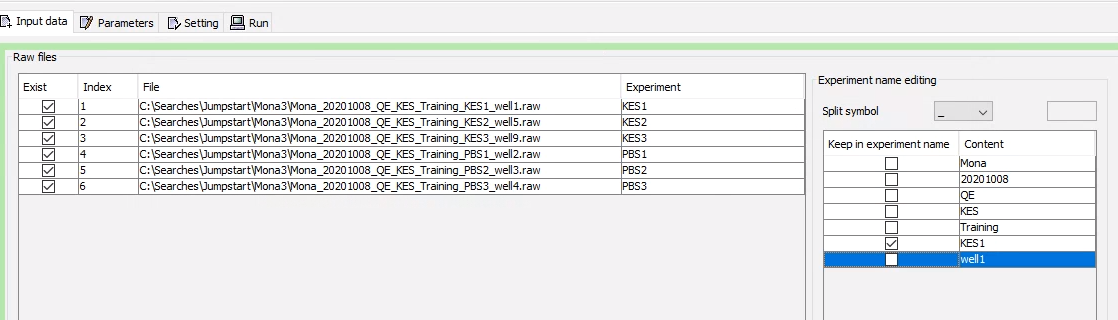 Input data Parameters Setting Run
Raw files
Exist Index File Experiment
1 C:\Searches\Jumpstart\Mona3\Mona_20201008_QE_KES_Training_KES1_well1.raw KES1
2 C:\Searches\Jumpstart\Mona3\Mona_20201008_QE_KES_Training_KES2_well5.raw KES2
3 C:\Searches\Jumpstart\Mona3\Mona_20201008_QE_KES_Training_KES3_well9.raw KES3
4 C:\Searches\Jumpstart\Mona3\Mona_20201008_QE_KES_Training_PBS1_well2.raw PBS1
5 C:\Searches\Jumpstart\Mona3\Mona_20201008_QE_KES_Training_PBS2_well3.raw PBS2
6 C:\Searches\Jumpstart\Mona3\Mona_20201008_QE_KES_Training_PBS3_well4.raw PBS3
Experiment name editing
Split symbol _
Keep in experiment name Content
Mona
20201008
QE
KES
Training
KES1
well1